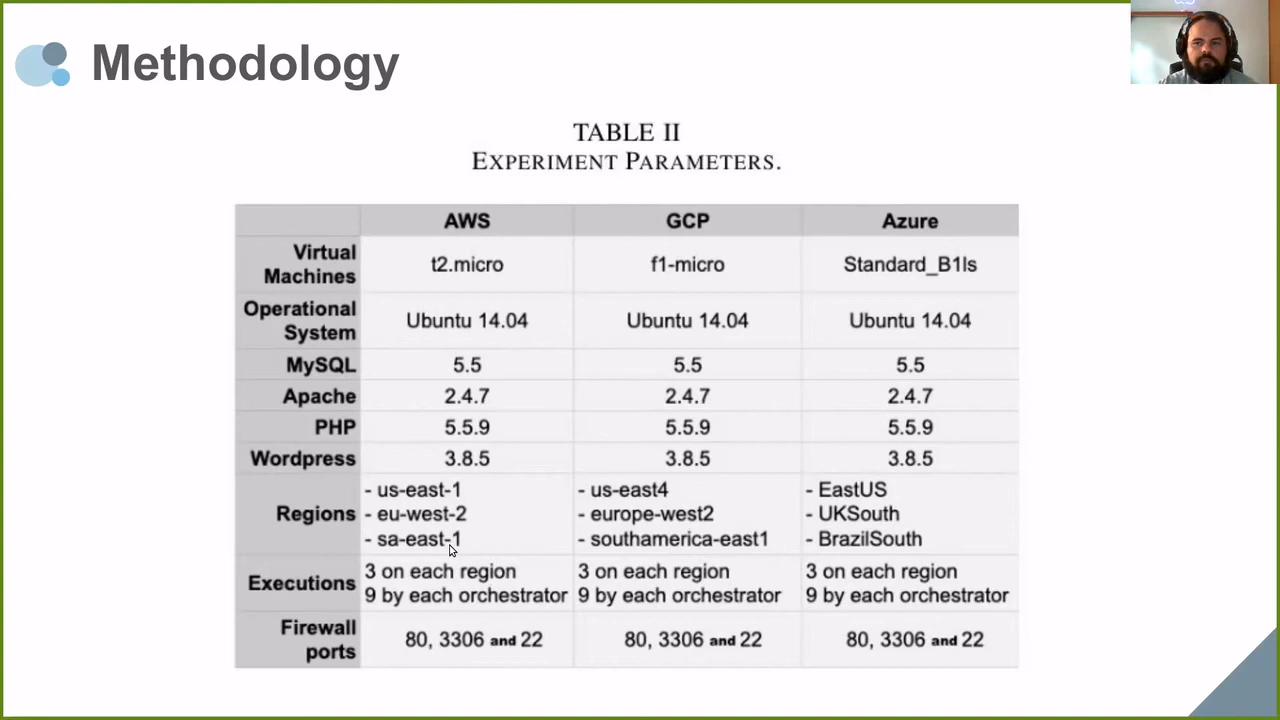 Methodology
TABLE II
EXPERIMENT PARAMETERS.
AWS GCP Azure
Virtual
Machines t2.micro f1-micro Standard_B1ls
Operational
System Ubuntu 14.04 Ubuntu 14.04 Ubuntu 14.04
MySQL 5.5 5.5 5.5
Apache 2.4.7 2.4.7 2.4.7
PHP 5.5.9 5.5.9 5.5.9
Wordpress 3.8.5 3.8.5 3.8.5
- us-east-1 - us-east4 - EastUS
Regions - eu-west-2 - europe-west2 - UKSouth
- sa-east-1 - southamerica-east1 - BrazilSouth
Executions 3 on each region 3 on each region 3 on each region
9 by each orchestrator 9 by each orchestrator 9 by each orchestrator
Firewall
ports 80, 3306 and 22 80, 3306 and 22 80, 3306 and 22